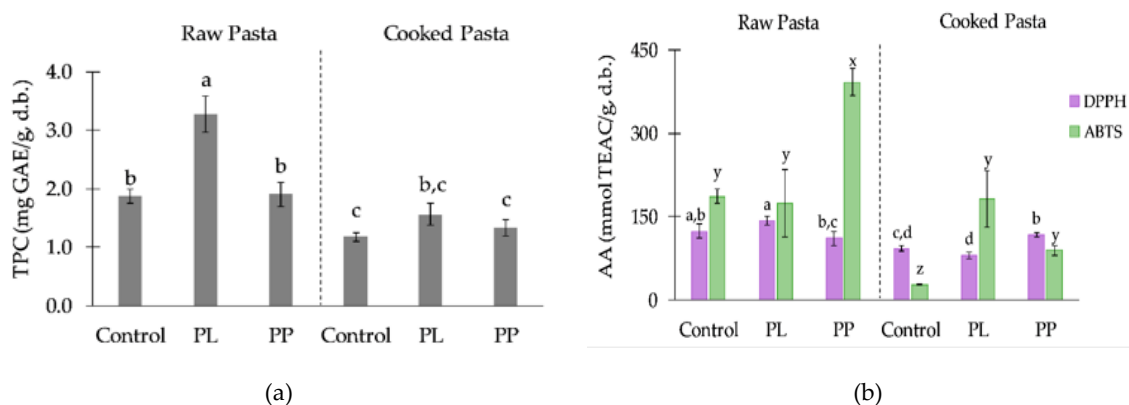 Raw Pasta
Cooked Pasta
TPC (mg GAE/g, d.b.)
4.0
3.0
2.0
1.0
0.0
b
a
b
c
b,c
c
Control
PL
PP
Control
PL
PP
(a)
Raw Pasta
Cooked Pasta
AA (mmol TEAC/g, d.b.)
450
300
150
0
a,b
y
a
y
b,c
x
c,d
z
d
y
b
y
DPPH
ABTS
Control
PL
PP
Control
PL
PP
(b)